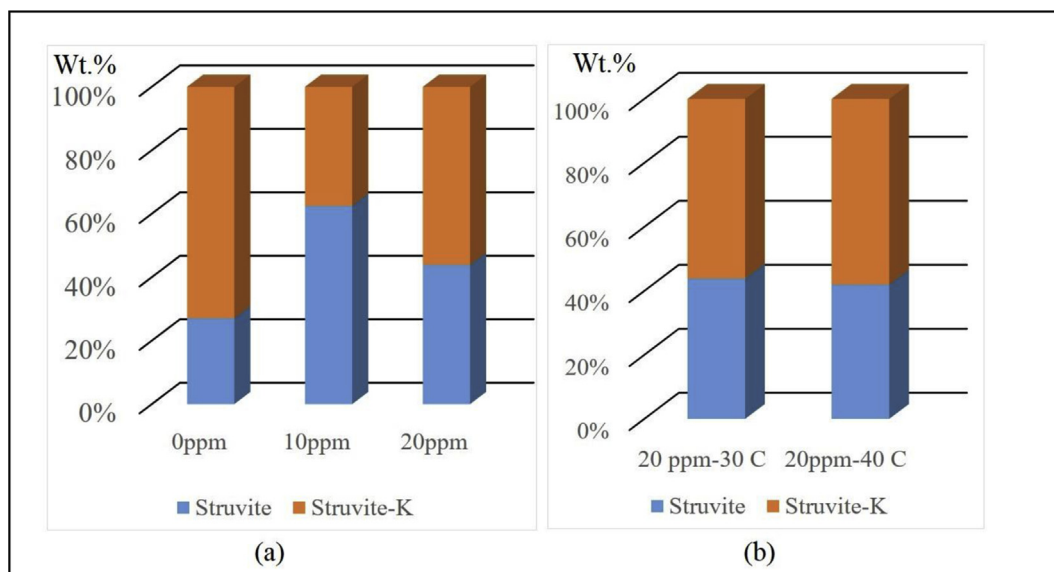 Wt.%
100%
80%
60%
40%
20%
0%
0ppm 10ppm 20ppm
Struvite Struvite-K
(a)
Wt.%
100%
80%
60%
40%
20%
0%
20 ppm-30 C 20ppm-40 C
Struvite Struvite-K
(b)